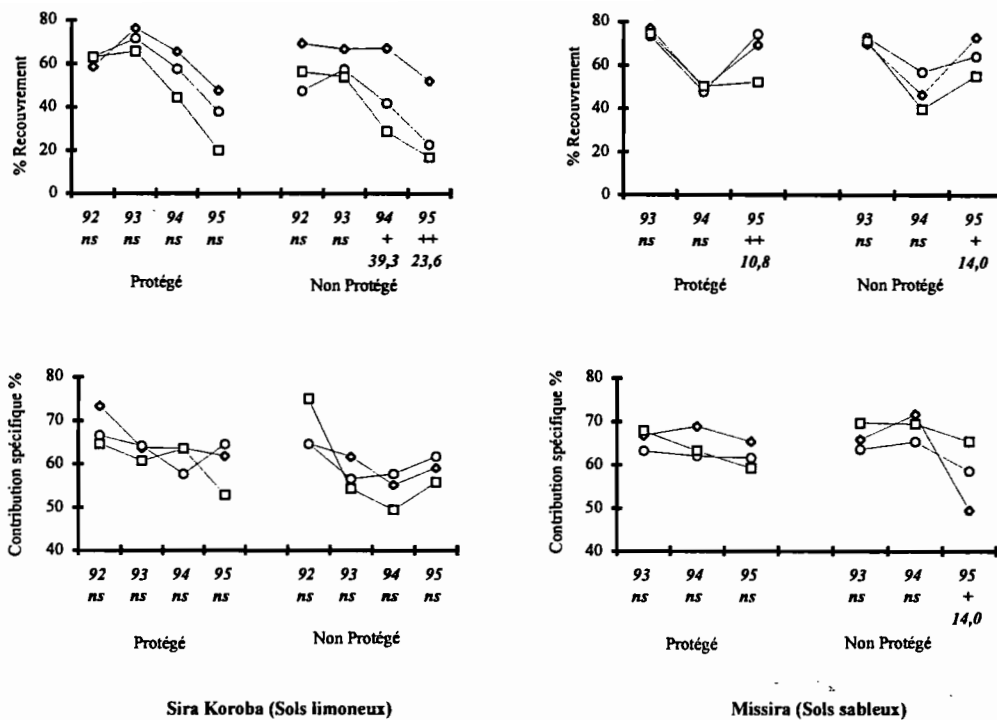 % Recouvrement
80
60
40
20
0
92 93 94 95 92 93 94 95
ns ns ns ns ns ns + ++
39,3 23,6
Protégé Non Protégé
% Recouvrement
80
60
40
20
0
93 94 95 93 94 95
ns ns ++ ns ns +
10,8 14,0
Protégé Non Protégé
Contribution spécifique %
80
70
60
50
40
92 93 94 95 92 93 94 95
ns ns ns ns ns ns ns ns
Protégé Non Protégé
Contribution spécifique %
80
70
60
50
40
93 94 95 93 94 95
ns ns ns ns ns +
14,0
Protégé Non Protégé
Sira Koroba (Sols limoneux) Missira (Sols sableux)